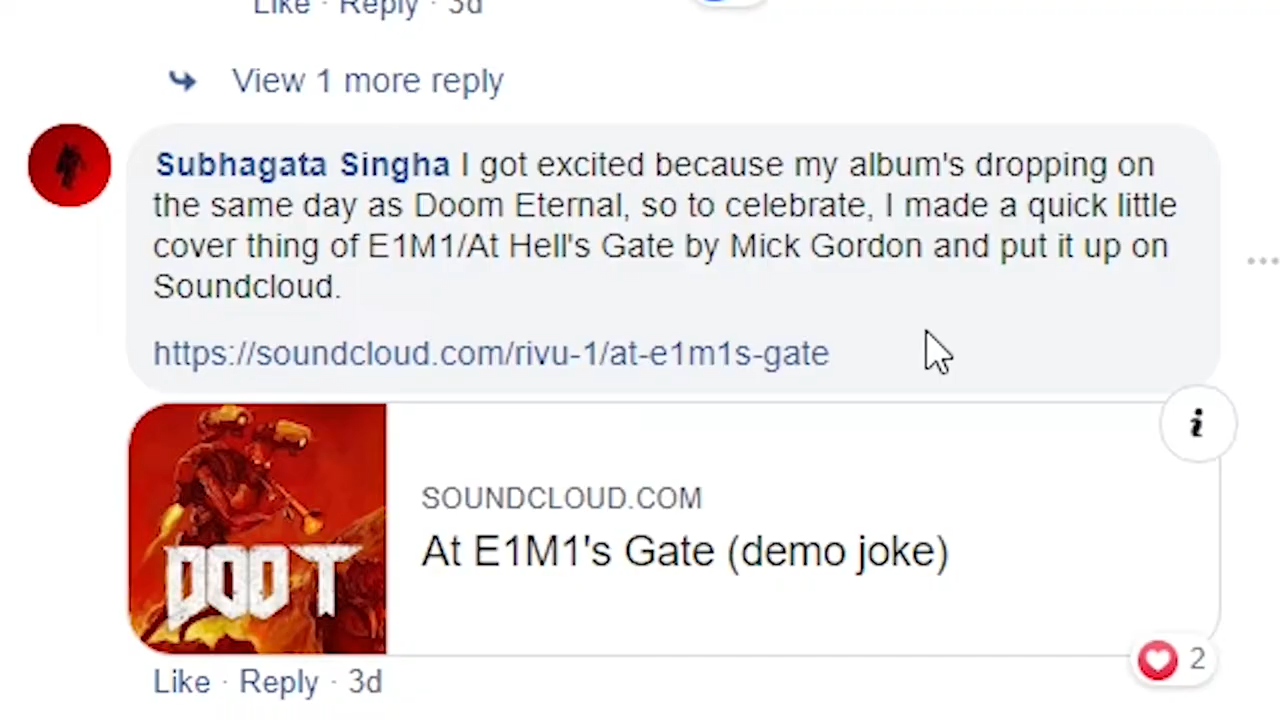 Like · Reply · 3d
View 1 more reply
Subhagata Singha I got excited because my album's dropping on
the same day as Doom Eternal, so to celebrate, I made a quick little
cover thing of E1M1/At Hell's Gate by Mick Gordon and put it up on
Soundcloud.
https://soundcloud.com/rivu-1/at-e1m1s-gate
i
SOUNDCLOUD.COM
At E1M1's Gate (demo joke)
DOOT
2
Like · Reply · 3d